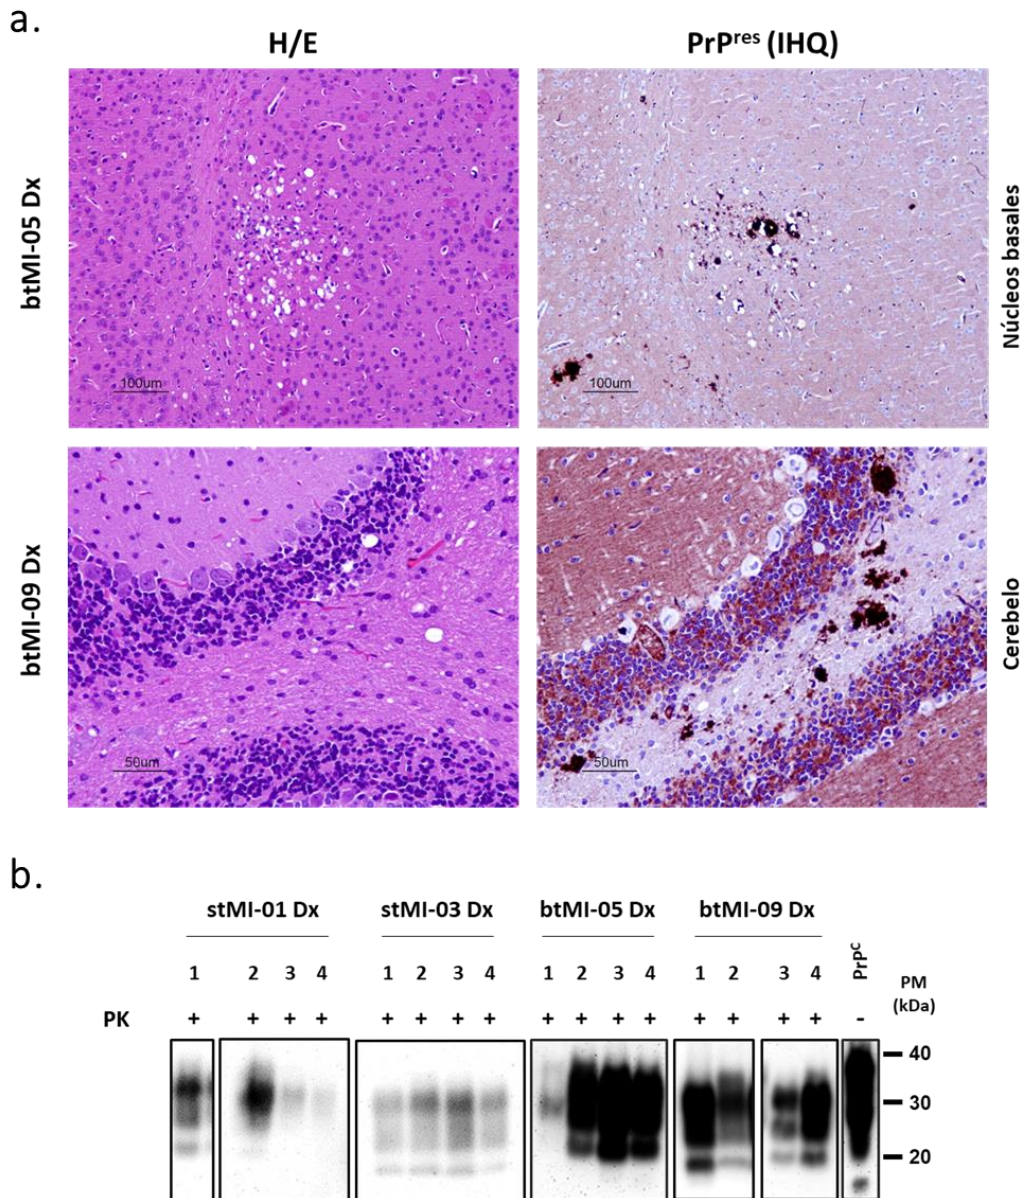 a.
H/E
PrPres (IHQ)
btMI-05 Dx
100um
100um
Núcleos basales
btMI-09 Dx
50um
50um
Cerebelo
b.
stMI-01 Dx
stMI-03 Dx
btMI-05 Dx
btMI-09 Dx
1 2 3 4 1 2 3 4 1 2 3 4 1 2 3 4
PrPC
PM
(kDa)
PK + + + + + + + + + + + + + + + + -
40
30
20